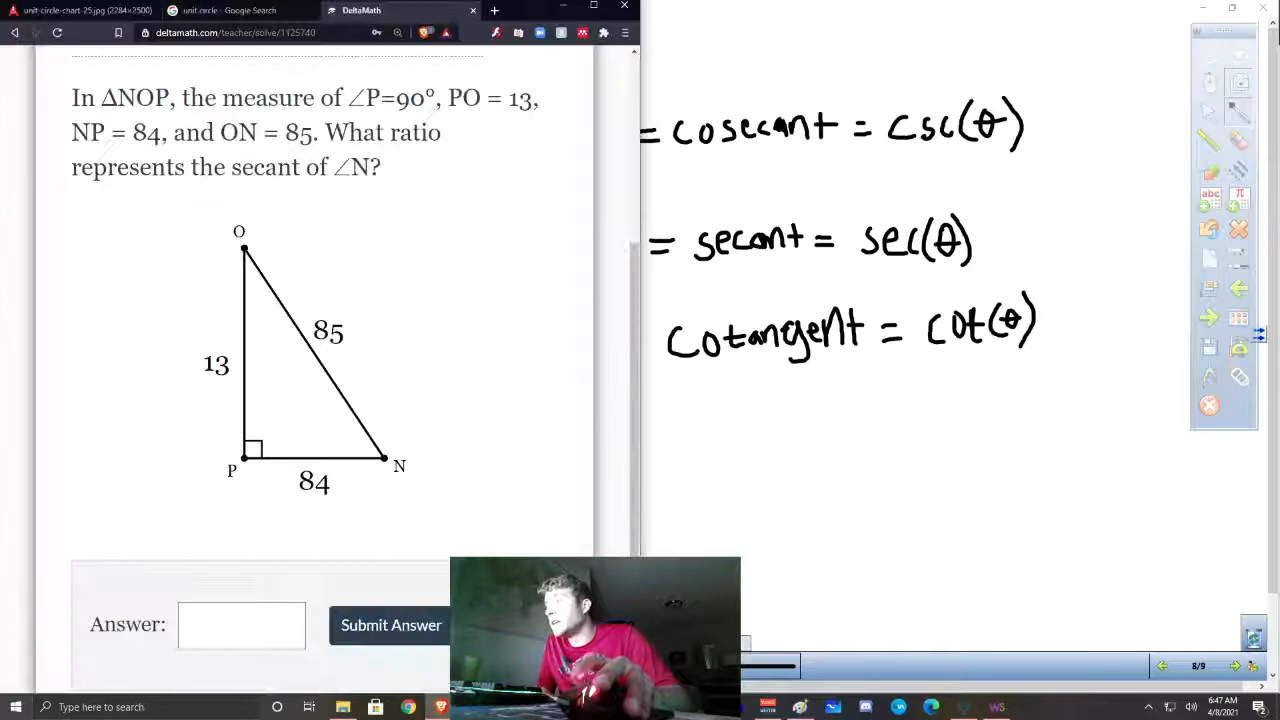 unit-circle-chart-25.jpg (2284×2500)
unit circle - Google Search
DeltaMath
deltamath.com/teacher/solve/1125740
In ΔNOP, the measure of ∠P=90°, PO = 13,
NP = 84, and ON = 85. What ratio
represents the secant of ∠N?
O
85
13
P
N
84
Answer:
Submit Answer
= cosecant = csc(θ)
= secant = sec(θ)
cotangent = cot(θ)
abc
π
8/9
Type here to search
6:47 AM
4/8/2021